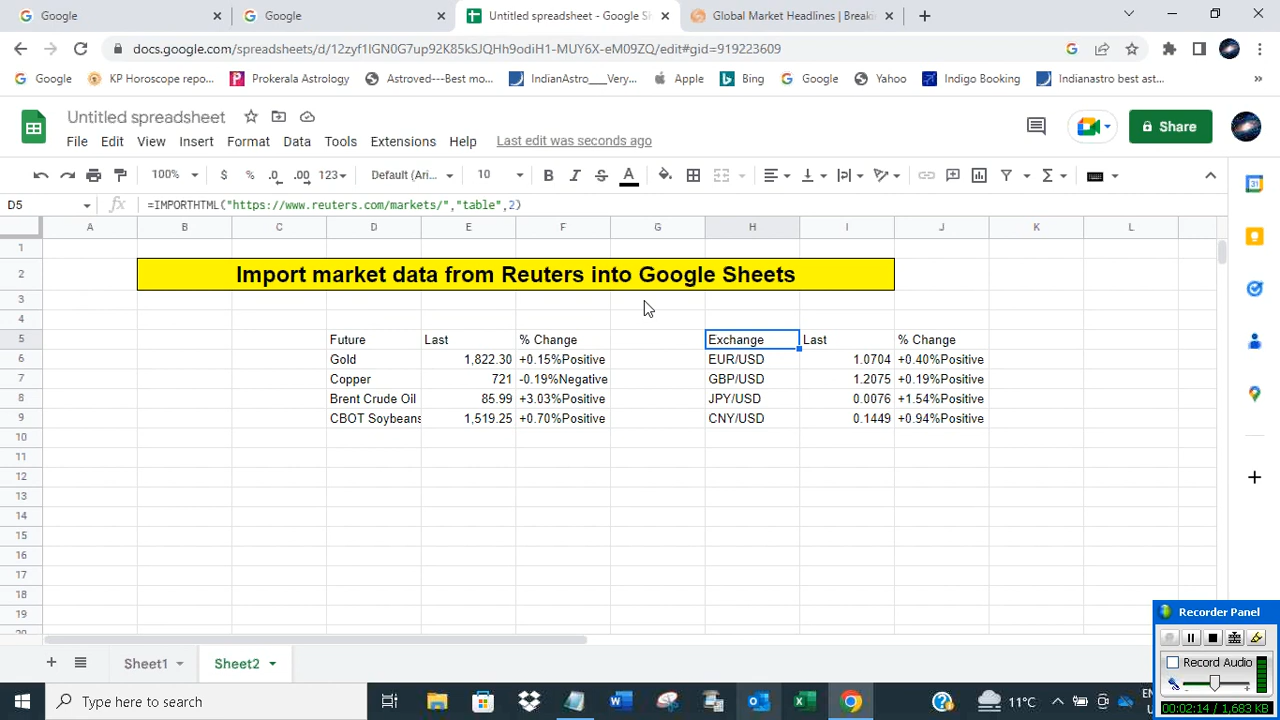 Google
Google
Untitled spreadsheet - Google Sh
Global Market Headlines | Breaki
docs.google.com/spreadsheets/d/12zyf1lGN0G7up92K85kSJQHh9odiH1-MUY6X-eM09ZQ/edit#gid=919223609
Google KP Horoscope repo... Prokerala Astrology Astroved---Best mo... IndianAstro___Very... Apple Bing Google Yahoo Indigo Booking Indianastro best ast... »
Untitled spreadsheet
Share
File Edit View Insert Format Data Tools Extensions Help Last edit was seconds ago
100% $ % .0 .00 123 Default (Ari... 10 B I S A
D5 fx =IMPORTHTML("https://www.reuters.com/markets/","table",2)
A B C D E F G H I J K L
1
2 Import market data from Reuters into Google Sheets
3
4
5 Future Last % Change Exchange Last % Change
6 Gold 1,822.30 +0.15%Positive EUR/USD 1.0704 +0.40%Positive
7 Copper 721 -0.19%Negative GBP/USD 1.2075 +0.19%Positive
8 Brent Crude Oil 85.99 +3.03%Positive JPY/USD 0.0076 +1.54%Positive
9 CBOT Soybeans 1,519.25 +0.70%Positive CNY/USD 0.1449 +0.94%Positive
10
11
12
13
14
15
16
17
18
19
Recorder Panel
Record Audio
00:02:14 / 1,683 KB
Sheet1 Sheet2
Type here to search
11°C